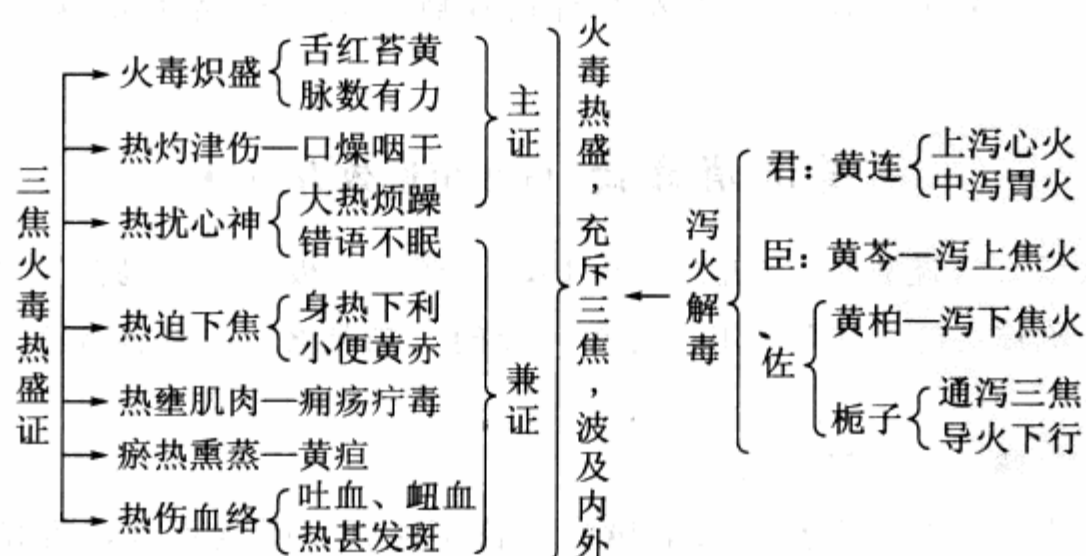 三焦火毒热盛证
火毒炽盛
舌红苔黄
脉数有力
热灼津伤—口燥咽干
热扰心神
大热烦躁
错语不眠
热迫下焦
身热下利
小便黄赤
热壅肌肉—痈疡疔毒
瘀热熏蒸—黄疸
热伤血络
吐血、衄血
热甚发斑
主证
兼证
火毒热盛，充斥三焦，波及内外
泻火解毒
君：黄连
上泻心火
中泻胃火
臣：黄芩—泻上焦火
佐
黄柏—泻下焦火
栀子
通泻三焦
导火下行